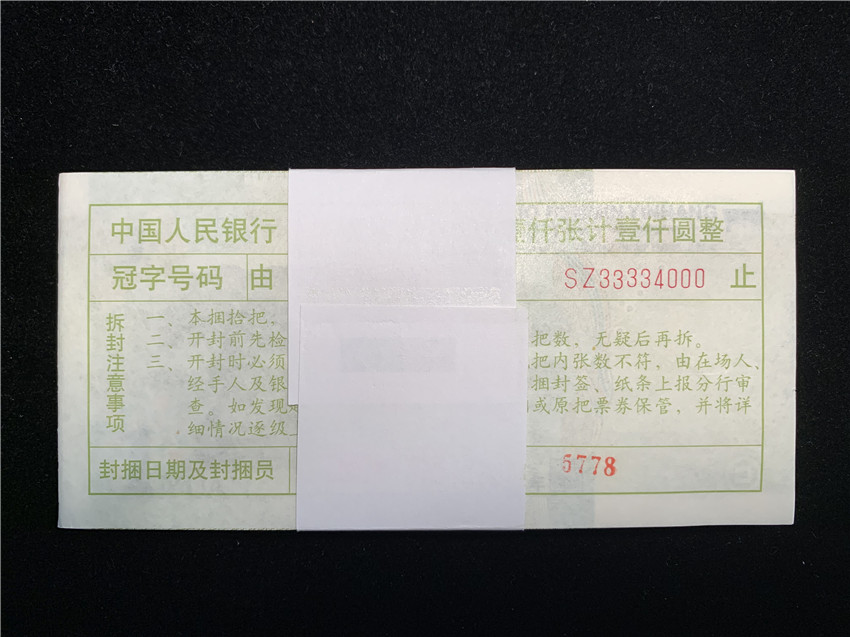 中国人民银行 仟张计壹仟圆整
冠字号码 由 SZ33334000 止
拆封注意事项
一、本捆拾把,
二、开封前先检 把数,无疑后再拆。
三、开封时必须 把内张数不符,由在场人、
经手人及银 捆封签、纸条上报分行审
查。如发现 或原把票券保管,并将详
细情况逐级
封捆日期及封捆员 5778